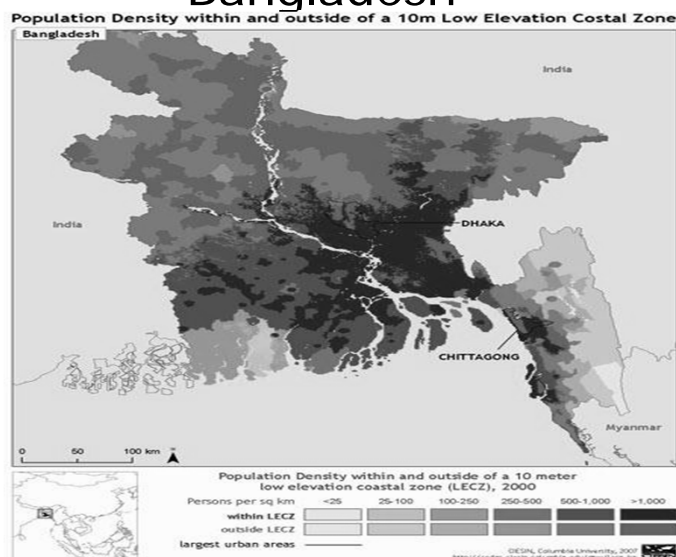 Bangladesh
Population Density within and outside of a 10m Low Elevation Costal Zone
Bangladesh
India
India
DHAKA
CHITTAGONG
Myanmar
0 50 100 km
Population Density within and outside of a 10 meter
low elevation coastal zone (LECZ), 2000
Persons per sq km <25 25-100 100-250 250-500 500-1,000 >1,000
within LECZ
outside LECZ
largest urban areas
CIESIN, Columbia University, 2007